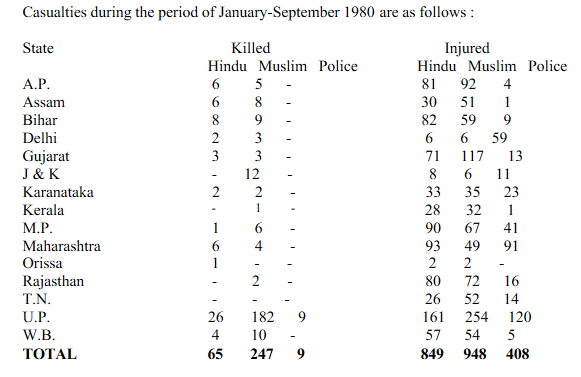 Casualties during the period of January-September 1980 are as follows :
State Killed Injured
Hindu Muslim Police Hindu Muslim Police
A.P. 6 5 - 81 92 4
Assam 6 8 - 30 51 1
Bihar 8 9 - 82 59 9
Delhi 2 3 - 6 6 59
Gujarat 3 3 - 71 117 13
J & K - 12 - 8 6 11
Karanataka 2 2 - 33 35 23
Kerala - 1 - 28 32 1
M.P. 1 6 - 90 67 41
Maharashtra 6 4 - 93 49 91
Orissa 1 - - 2 2 -
Rajasthan - 2 - 80 72 16
T.N. - - - 26 52 14
U.P. 26 182 9 161 254 120
W.B. 4 10 - 57 54 5
TOTAL 65 247 9 849 948 408